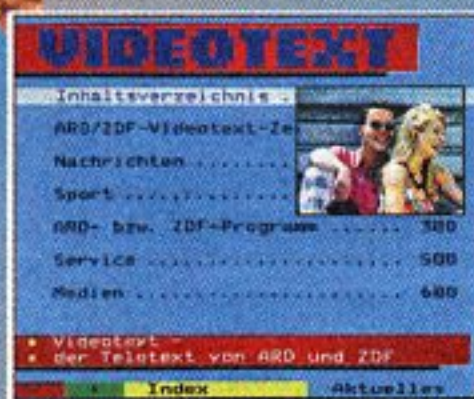 VIDEOTEXT
Inhaltsverzeichnis .
ARD/ZDF-Videotext-Ze
Nachrichten ........
Sport ..............
ARD- bzw. ZDF-Programm ...... 300
Service .................... 500
Medien ..................... 600
Videotext -
der Teletext von ARD und ZDF
Index Aktuelles